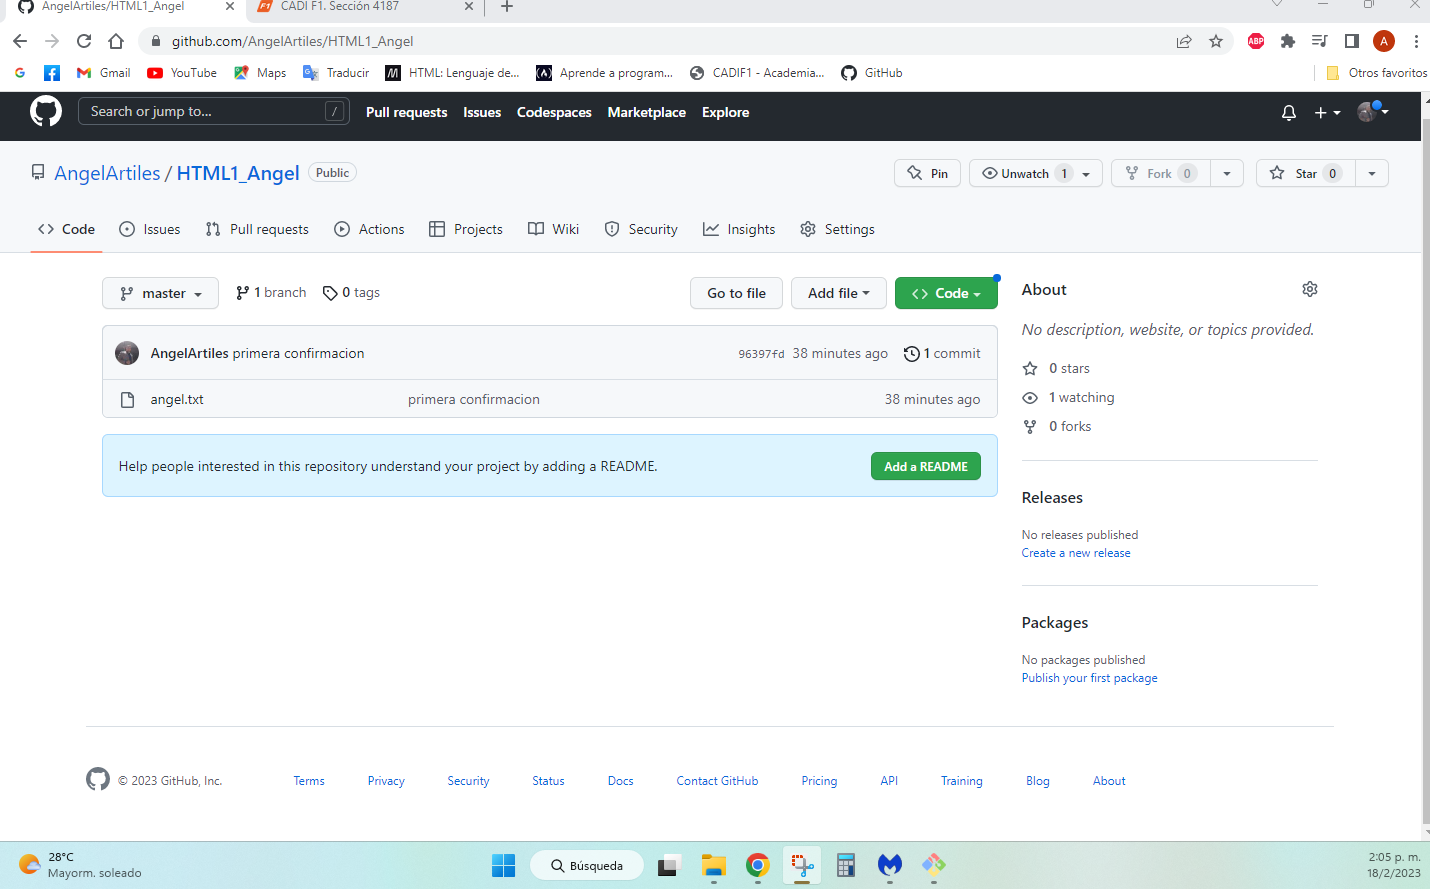 AngelArtiles/HTML1_Angel
CADI F1. Sección 4187
github.com/AngelArtiles/HTML1_Angel
ABP
A
G
Gmail
YouTube
Maps
Traducir
HTML: Lenguaje de...
Aprende a program...
CADIF1 - Academia...
GitHub
Otros favoritos
Search or jump to...
/
Pull requests
Issues
Codespaces
Marketplace
Explore
AngelArtiles / HTML1_Angel
Public
Pin
Unwatch 1
Fork 0
Star 0
Code
Issues
Pull requests
Actions
Projects
Wiki
Security
Insights
Settings
master
1 branch
0 tags
Go to file
Add file
Code
AngelArtiles primera confirmacion
96397fd 38 minutes ago
1 commit
angel.txt
primera confirmacion
38 minutes ago
Help people interested in this repository understand your project by adding a README.
Add a README
About
No description, website, or topics provided.
0 stars
1 watching
0 forks
Releases
No releases published
Create a new release
Packages
No packages published
Publish your first package
© 2023 GitHub, Inc.
Terms
Privacy
Security
Status
Docs
Contact GitHub
Pricing
API
Training
Blog
About
28°C
Mayorm. soleado
Búsqueda
2:05 p. m.
18/2/2023